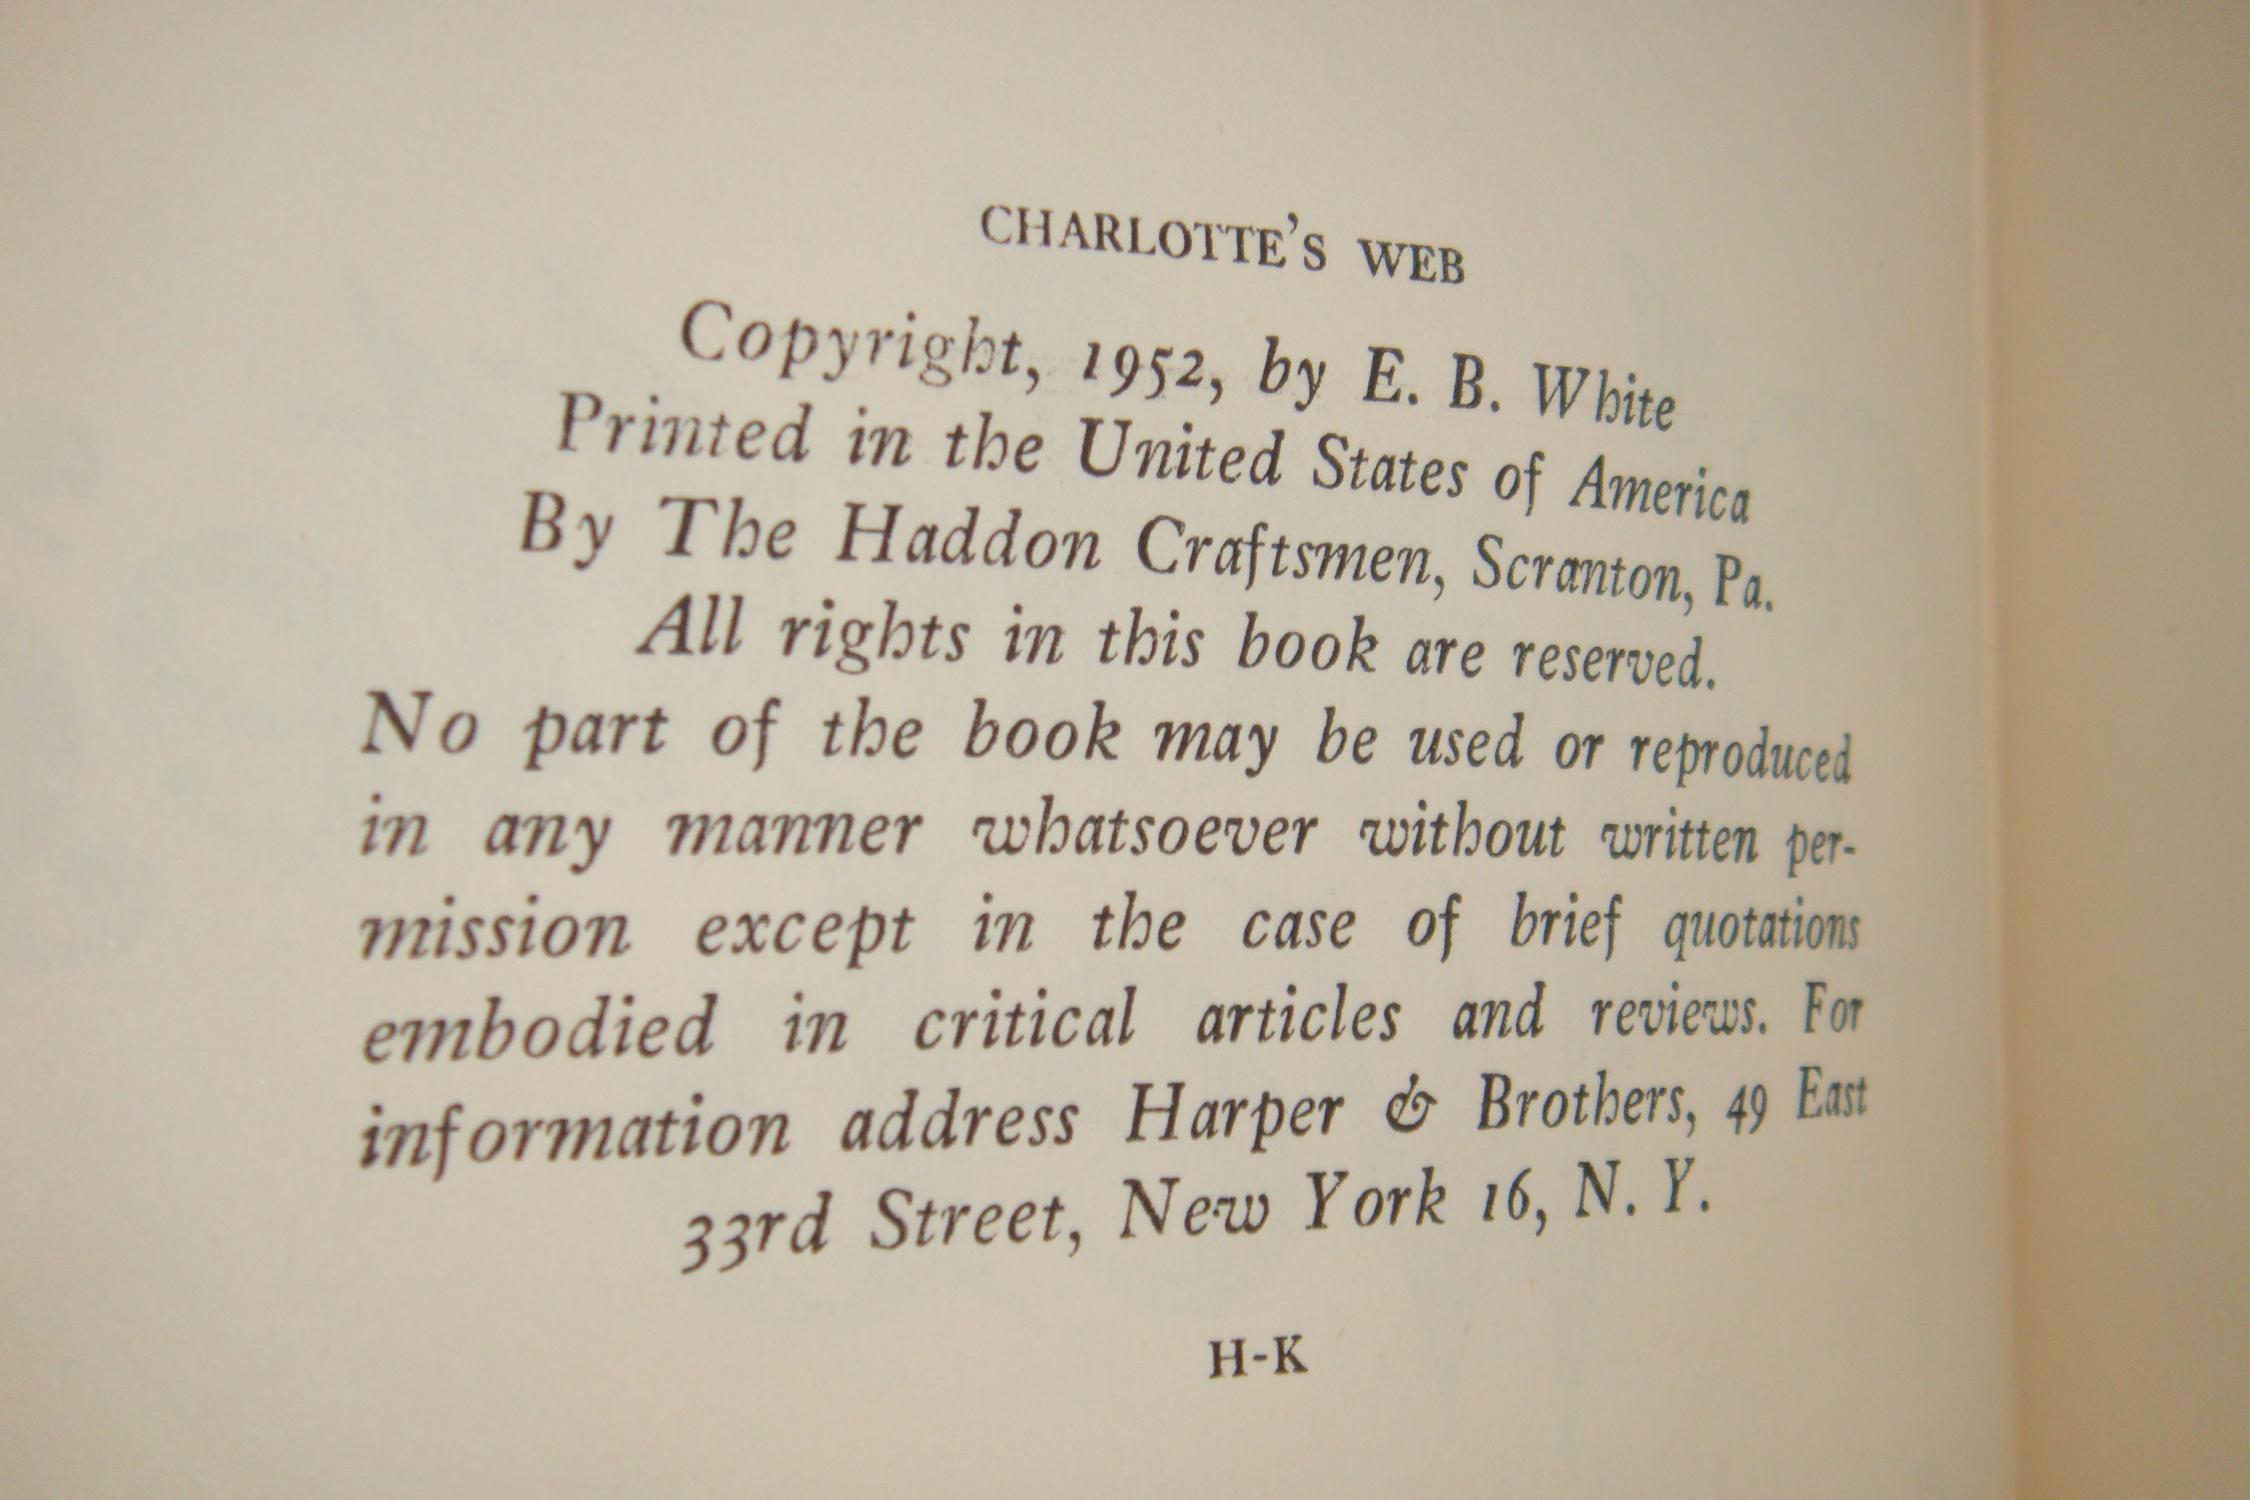 CHARLOTTE'S WEB
Copyright, 1952, by E. B. White
Printed in the United States of America
By The Haddon Craftsmen, Scranton, Pa.
All rights in this book are reserved.
No part of the book may be used or reproduced
in any manner whatsoever without written per-
mission except in the case of brief quotations
embodied in critical articles and reviews. For
information address Harper & Brothers, 49 East
33rd Street, New York 16, N. Y.
H-K